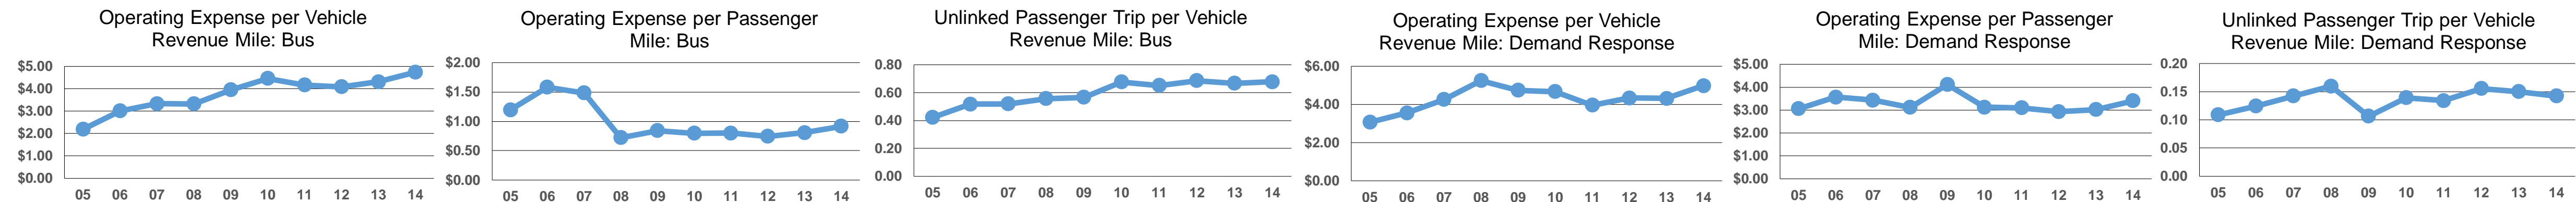 Operating Expense per Vehicle
Revenue Mile: Bus
$5.00
$4.00
$3.00
$2.00
$1.00
$0.00
05 06 07 08 09 10 11 12 13 14
Operating Expense per Passenger
Mile: Bus
$2.00
$1.50
$1.00
$0.50
$0.00
05 06 07 08 09 10 11 12 13 14
Unlinked Passenger Trip per Vehicle
Revenue Mile: Bus
0.80
0.60
0.40
0.20
0.00
05 06 07 08 09 10 11 12 13 14
Operating Expense per Vehicle
Revenue Mile: Demand Response
$6.00
$4.00
$2.00
$0.00
05 06 07 08 09 10 11 12 13 14
Operating Expense per Passenger
Mile: Demand Response
$5.00
$4.00
$3.00
$2.00
$1.00
$0.00
05 06 07 08 09 10 11 12 13 14
Unlinked Passenger Trip per Vehicle
Revenue Mile: Demand Response
0.20
0.15
0.10
0.05
0.00
05 06 07 08 09 10 11 12 13 14